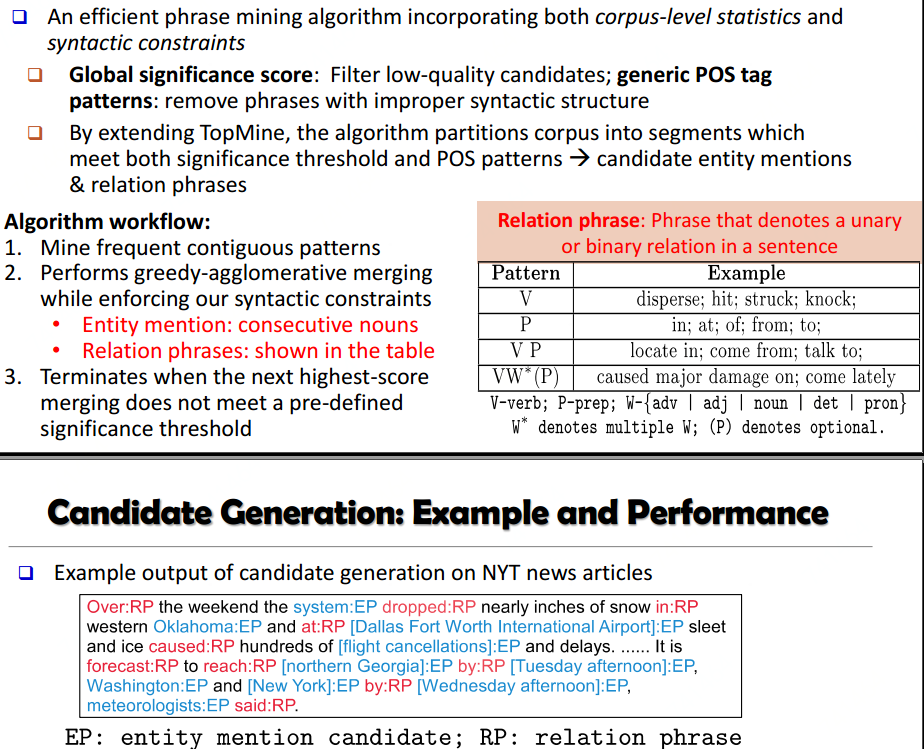 An efficient phrase mining algorithm incorporating both corpus-level statistics and
syntactic constraints
Global significance score: Filter low-quality candidates; generic POS tag
patterns: remove phrases with improper syntactic structure
By extending TopMine, the algorithm partitions corpus into segments which
meet both significance threshold and POS patterns → candidate entity mentions
& relation phrases
Algorithm workflow:
1. Mine frequent contiguous patterns
2. Performs greedy-agglomerative merging
while enforcing our syntactic constraints
• Entity mention: consecutive nouns
• Relation phrases: shown in the table
3. Terminates when the next highest-score
merging does not meet a pre-defined
significance threshold
Relation phrase: Phrase that denotes a unary
or binary relation in a sentence
Pattern Example
V disperse; hit; struck; knock;
P in; at; of; from; to;
V P locate in; come from; talk to;
VW*(P) caused major damage on; come lately
V-verb; P-prep; W-{adv | adj | noun | det | pron}
W* denotes multiple W; (P) denotes optional.
Candidate Generation: Example and Performance
Example output of candidate generation on NYT news articles
Over:RP the weekend the system:EP dropped:RP nearly inches of snow in:RP
western Oklahoma:EP and at:RP [Dallas Fort Worth International Airport]:EP sleet
and ice caused:RP hundreds of [flight cancellations]:EP and delays. ...... It is
forecast:RP to reach:RP [northern Georgia]:EP by:RP [Tuesday afternoon]:EP,
Washington:EP and [New York]:EP by:RP [Wednesday afternoon]:EP,
meteorologists:EP said:RP.
EP: entity mention candidate; RP: relation phrase